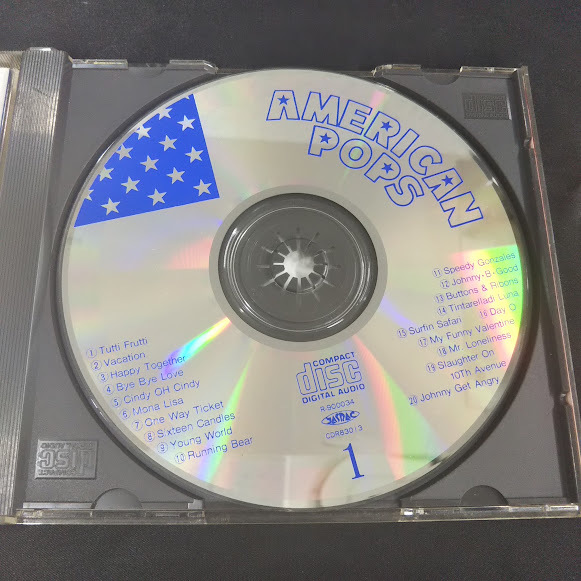 AMERICAN
POPS
① Tutti Frutti
② Vacation
③ Happy Together
④ Bye Bye Love
⑤ Cindy OH Cindy
⑥ Mona Lisa
⑦ One Way Ticket
⑧ Sixteen Candles
⑨ Young World
⑩ Running Bear
⑪ Speedy Gonzales
⑫ Johnny·B·Good
⑬ Buttons & Ribons
⑭ Tintarelladi Luna
⑮ Surfin Safari ⑯ Day O
⑰ My Funny Valentine
⑱ Mr. Loneliness
⑲ Slaughter On
10Th Avenue
⑳ Johnny Get Angry
COMPACT
disc
DIGITAL AUDIO
R-900034
JASRAC
CDR83013
1